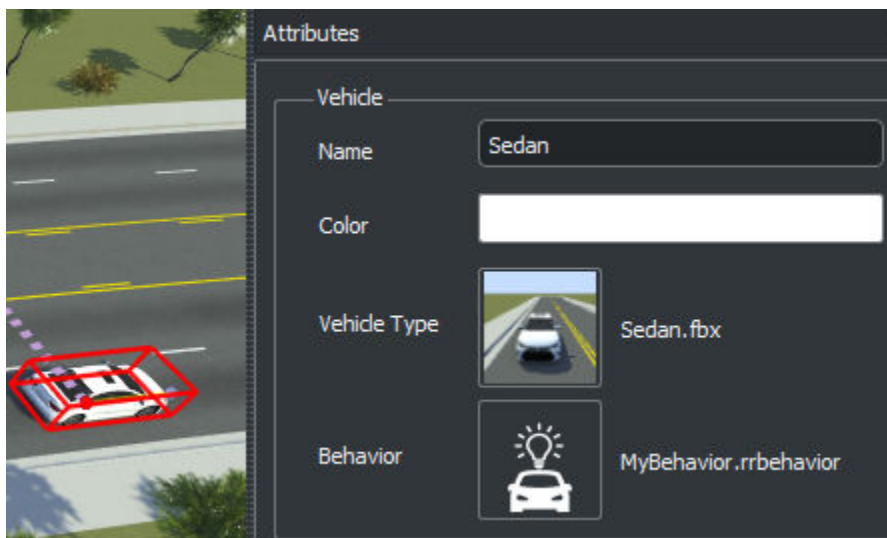 Attributes
Vehicle
Name Sedan
Color
Vehicle Type Sedan.fbx
Behavior MyBehavior.rrbehavior